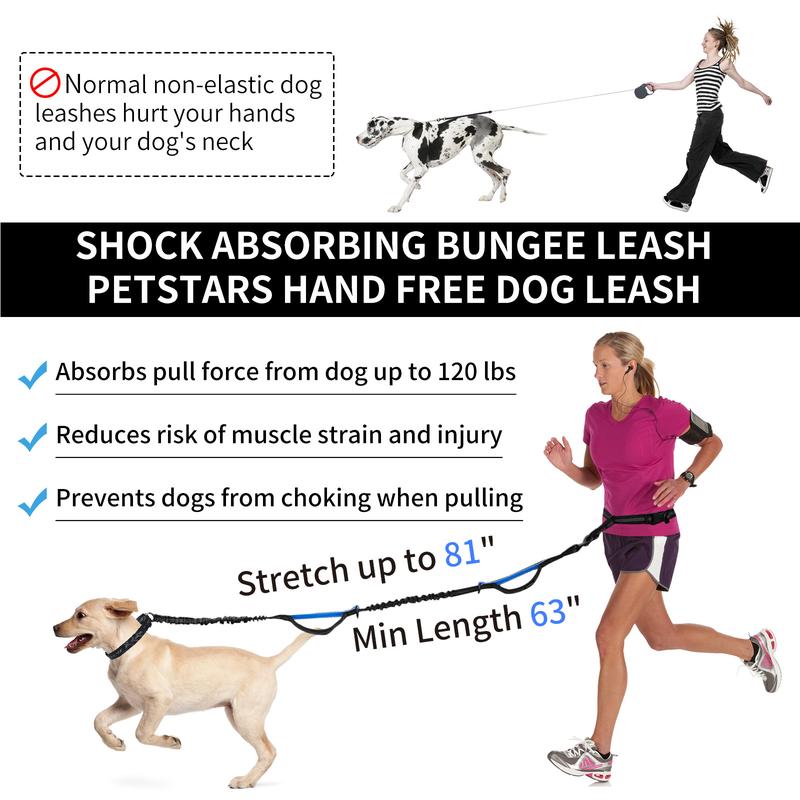 Normal non-elastic dog
leashes hurt your hands
and your dog's neck
SHOCK ABSORBING BUNGEE LEASH
PETSTARS HAND FREE DOG LEASH
Absorbs pull force from dog up to 120 lbs
Reduces risk of muscle strain and injury
Prevents dogs from choking when pulling
Stretch up to 81"
Min Length 63"